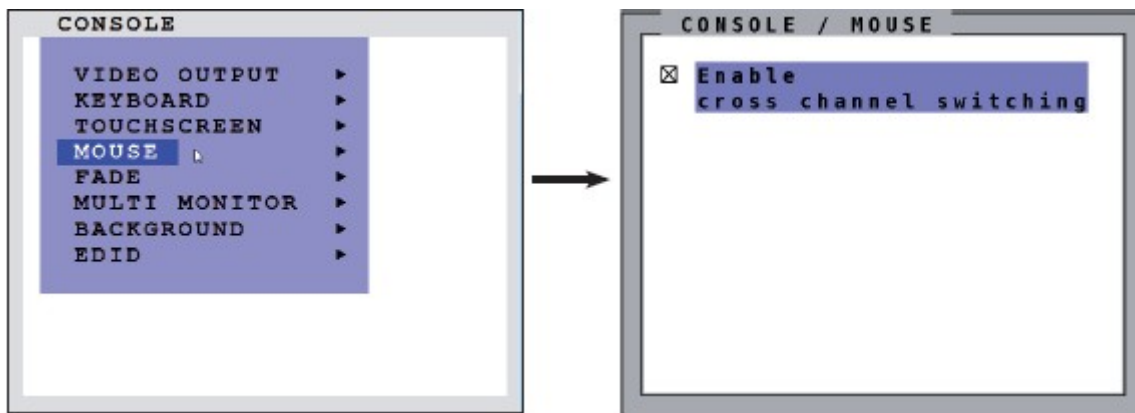 CONSOLE
VIDEO OUTPUT
KEYBOARD
TOUCHSCREEN
MOUSE
FADE
MULTI MONITOR
BACKGROUND
EDID
CONSOLE / MOUSE
Enable
cross channel switching